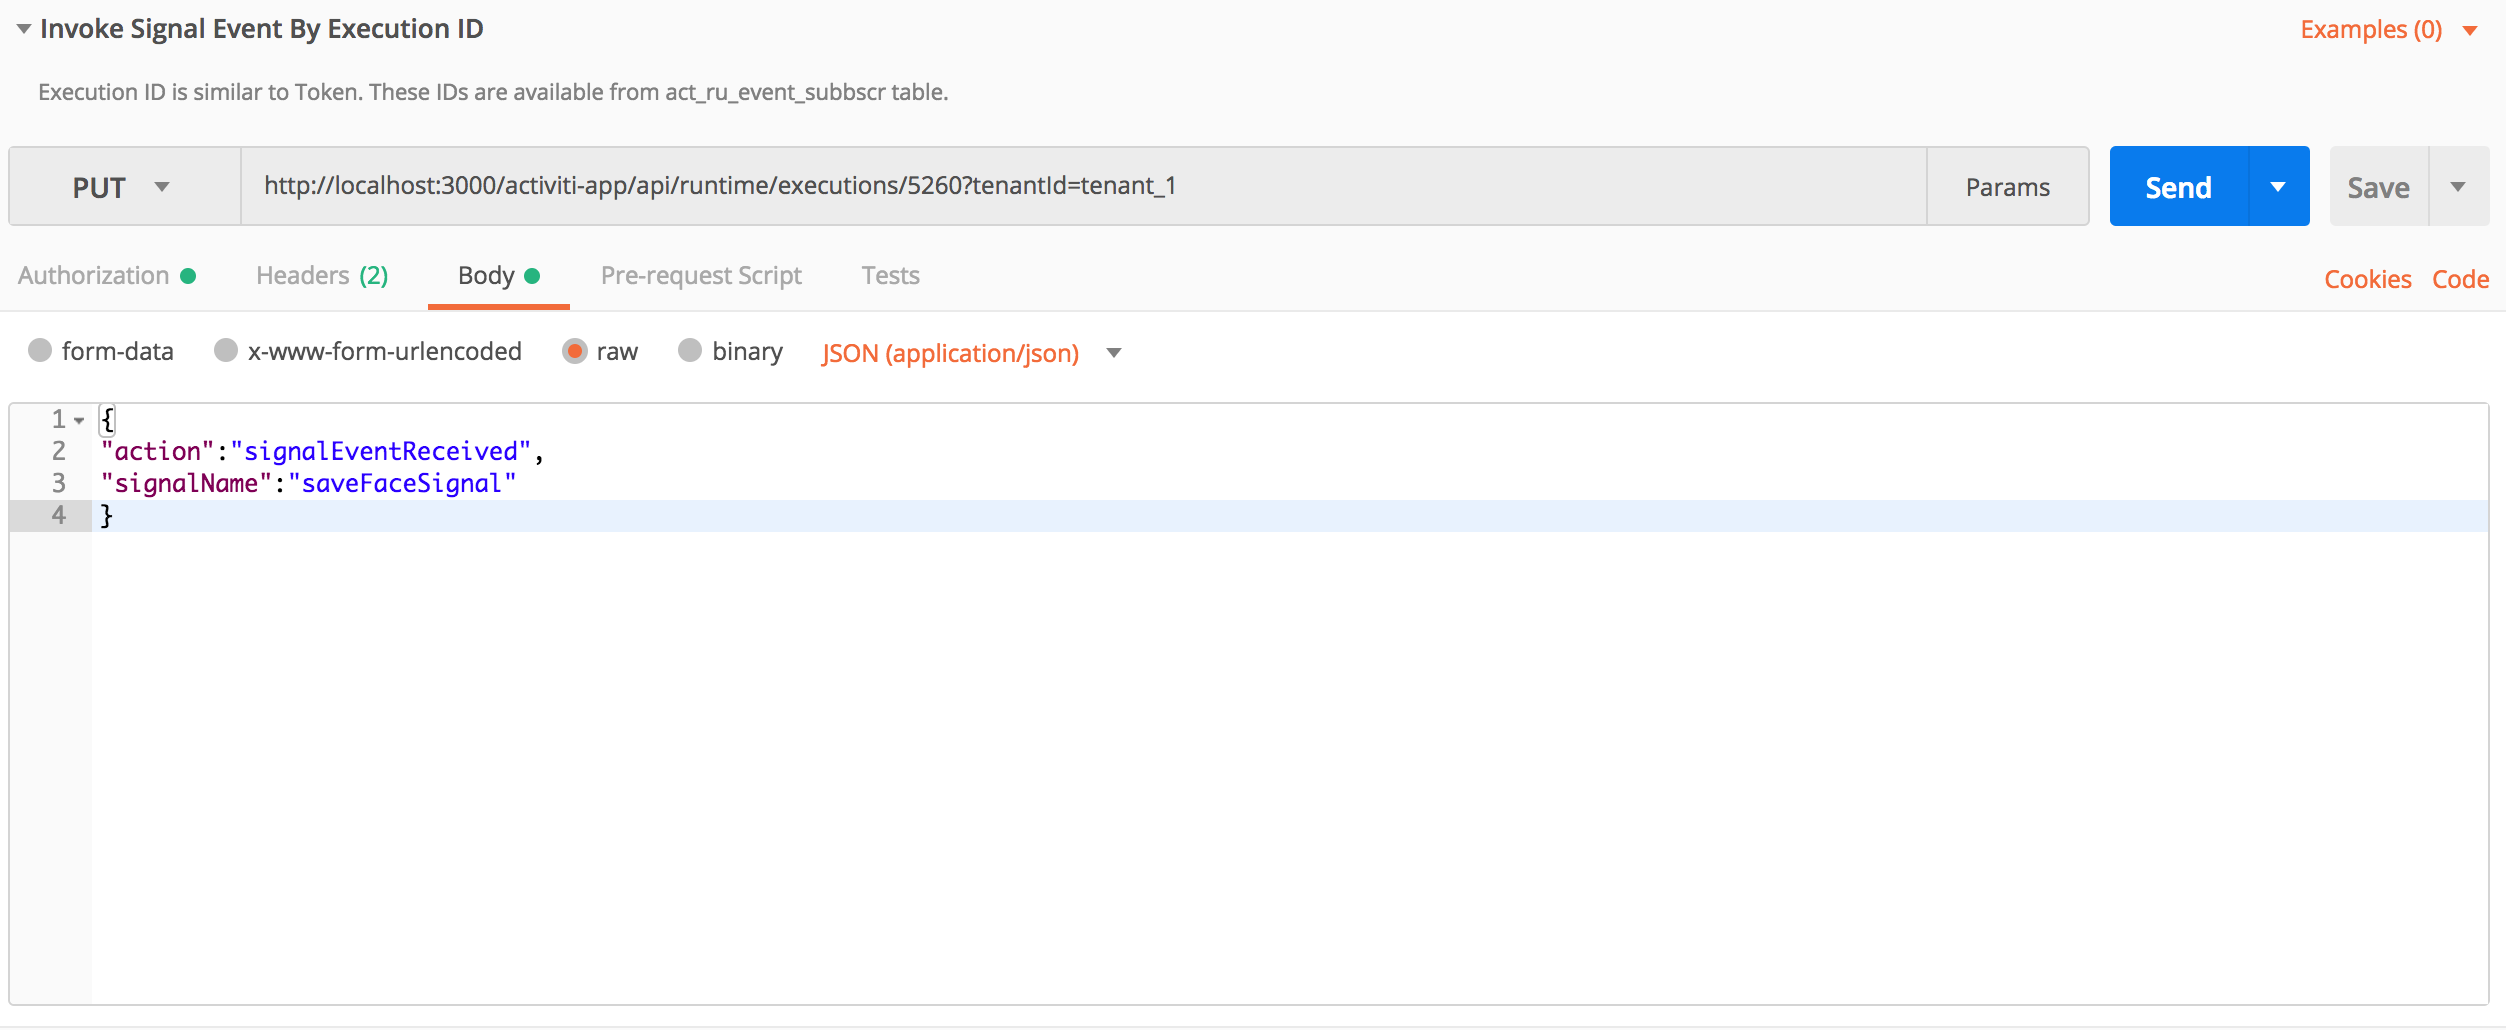 Invoke Signal Event By Execution ID
Examples (0)
Execution ID is similar to Token. These IDs are available from act_ru_event_subbscr table.
PUT http://localhost:3000/activiti-app/api/runtime/executions/5260?tenantId=tenant_1 Params Send Save
Authorization Headers (2) Body Pre-request Script Tests Cookies Code
form-data x-www-form-urlencoded raw binary JSON (application/json)
1 {
2 "action":"signalEventReceived",
3 "signalName":"saveFaceSignal"
4 }